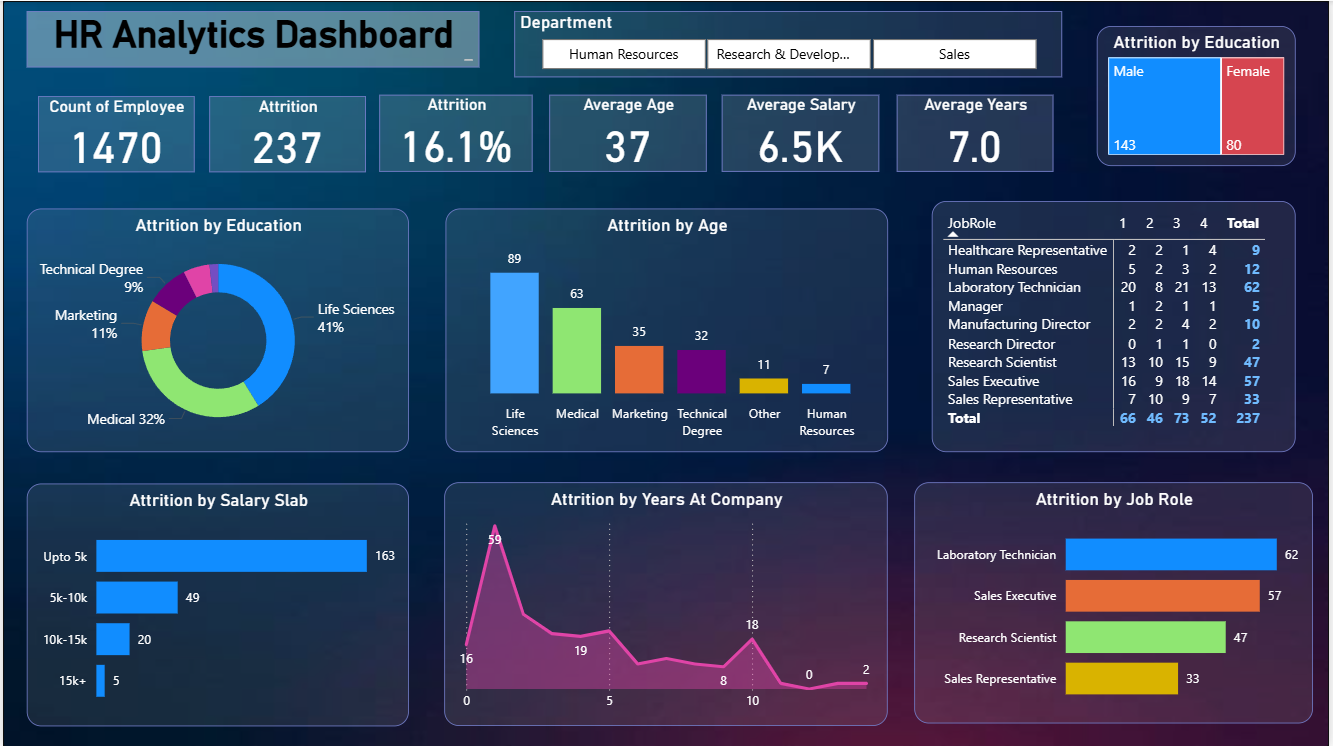 HR Analytics Dashboard
Department
Human Resources
Research & Develop...
Sales
Attrition by Education
Male
Female
143
80
Count of Employee
1470
Attrition
237
Attrition
16.1%
Average Age
37
Average Salary
6.5K
Average Years
7.0
Attrition by Education
Technical Degree
9%
Marketing
11%
Medical 32%
Life Sciences
41%
Attrition by Age
89
63
35
32
11
7
Life
Sciences
Medical
Marketing
Technical
Degree
Other
Human
Resources
JobRole 1 2 3 4 Total
Healthcare Representative 2 2 1 4 9
Human Resources 5 2 3 2 12
Laboratory Technician 20 8 21 13 62
Manager 1 2 1 1 5
Manufacturing Director 2 2 4 2 10
Research Director 0 1 1 0 2
Research Scientist 13 10 15 9 47
Sales Executive 16 9 18 14 57
Sales Representative 7 10 9 7 33
Total 66 46 73 52 237
Attrition by Salary Slab
Upto 5k 163
5k-10k 49
10k-15k 20
15k+ 5
Attrition by Years At Company
59
16
19
8
18
0
2
0 5 10
Attrition by Job Role
Laboratory Technician 62
Sales Executive 57
Research Scientist 47
Sales Representative 33